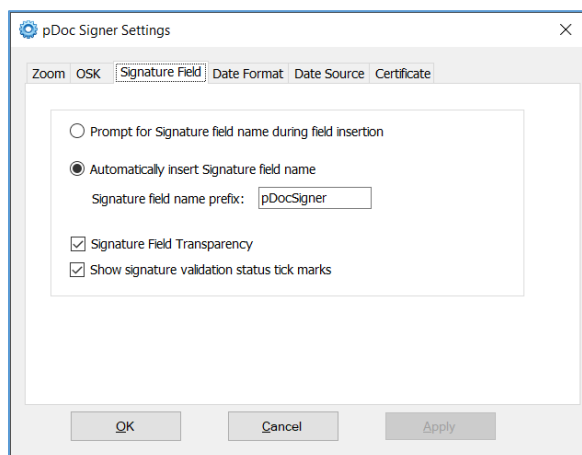 pDoc Signer Settings
Zoom OSK Signature Field Date Format Date Source Certificate
Prompt for Signature field name during field insertion
Automatically insert Signature field name
Signature field name prefix: pDocSigner
Signature Field Transparency
Show signature validation status tick marks
OK Cancel Apply